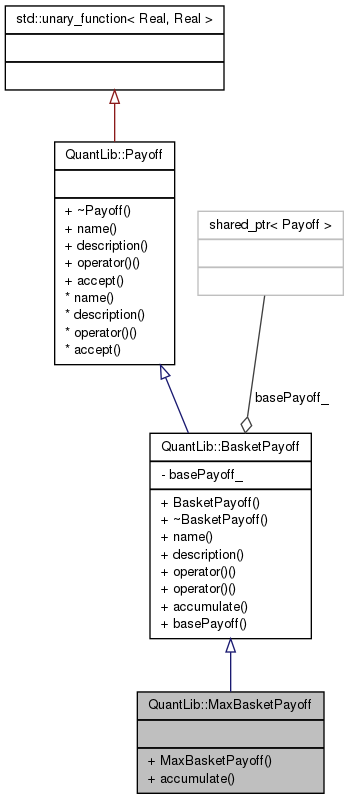 std::unary_function< Real, Real >
QuantLib::Payoff
+ ~Payoff()
+ name()
+ description()
+ operator()()
+ accept()
* name()
* description()
* operator()()
* accept()
shared_ptr< Payoff >
basePayoff_
QuantLib::BasketPayoff
- basePayoff_
+ BasketPayoff()
+ ~BasketPayoff()
+ name()
+ description()
+ operator()()
+ operator()()
+ accumulate()
+ basePayoff()
QuantLib::MaxBasketPayoff
+ MaxBasketPayoff()
+ accumulate()